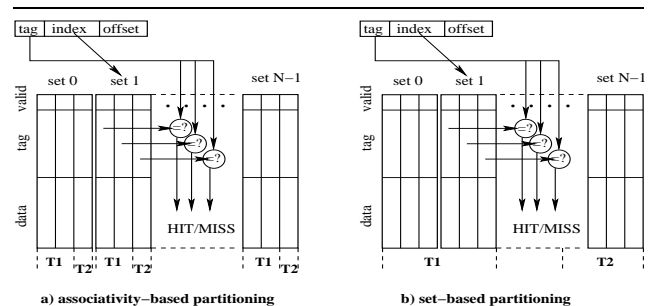 tag index offset
set 0 set 1 set N−1
valid
tag
data
=?
=?
=?
HIT/MISS
T1 T2 T1 T2 T1 T2
a) associativity−based partitioning
tag index offset
set 0 set 1 set N−1
valid
tag
data
=?
=?
=?
HIT/MISS
T1 T2
b) set−based partitioning